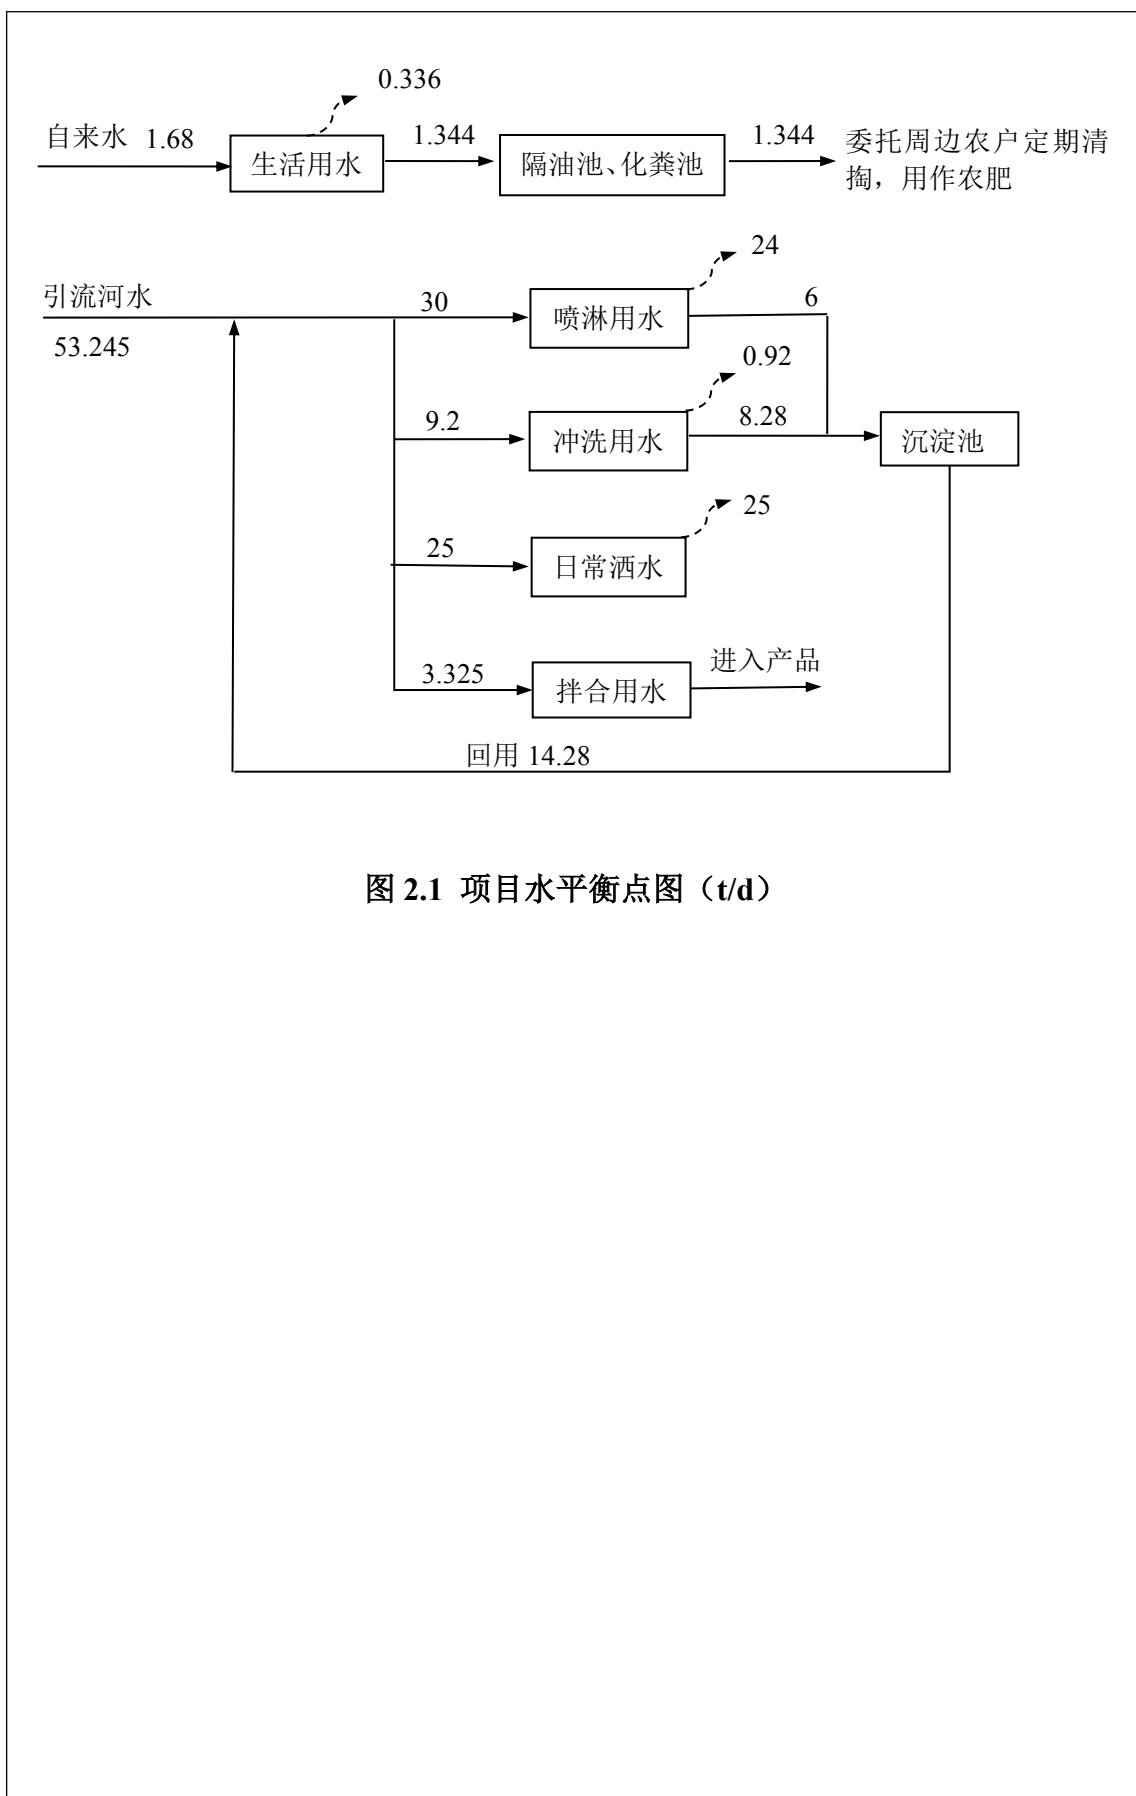 0.336
自来水 1.68
生活用水
1.344
隔油池、化粪池
1.344
委托周边农户定期清
掏，用作农肥
24
引流河水
53.245
30
喷淋用水
6
0.92
9.2
冲洗用水
8.28
沉淀池
25
25
日常洒水
3.325
拌合用水
进入产品
回用 14.28
图 2.1 项目水平衡点图（t/d）